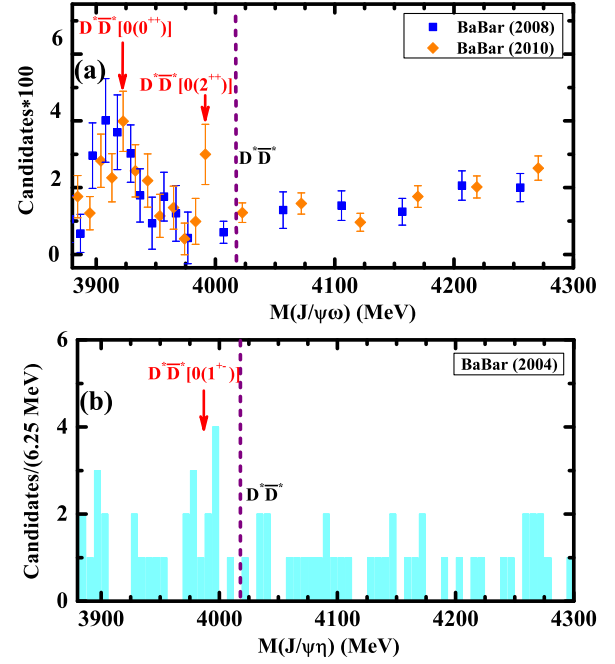 D*D̅*[0(0++)]
BaBar (2008)
BaBar (2010)
(a)
D*D̅*[0(2++)]
D*D̅*
Candidates*100
6
4
2
0
3900 4000 4100 4200 4300
M(J/ψω) (MeV)
BaBar (2004)
(b)
D*D̅*[0(1+-)]
D*D̅*
Candidates/(6.25 MeV)
6
4
2
0
3900 4000 4100 4200 4300
M(J/ψη) (MeV)